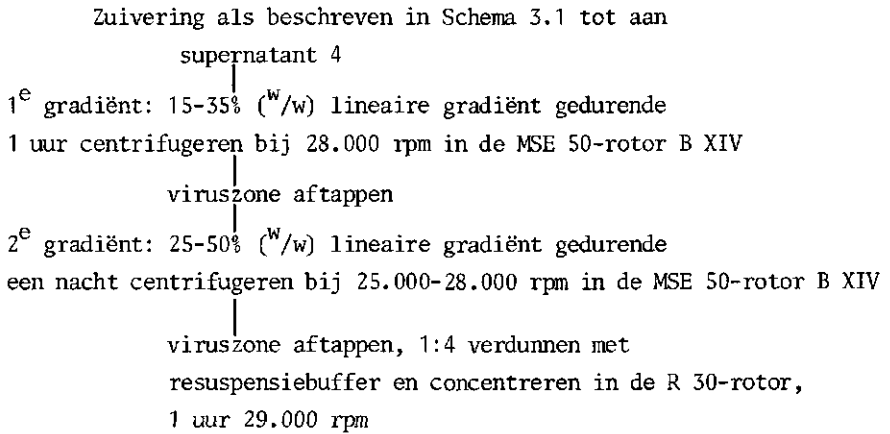 Zuivering als beschreven in Schema 3.1 tot aan
supernatant 4
1e gradiënt: 15-35% (w/w) lineaire gradiënt gedurende
1 uur centrifugeren bij 28.000 rpm in de MSE 50-rotor B XIV
viruszone aftappen
2e gradiënt: 25-50% (w/w) lineaire gradiënt gedurende
een nacht centrifugeren bij 25.000-28.000 rpm in de MSE 50-rotor B XIV
viruszone aftappen, 1:4 verdunnen met
resuspensiebuffer en concentreren in de R 30-rotor,
1 uur 29.000 rpm